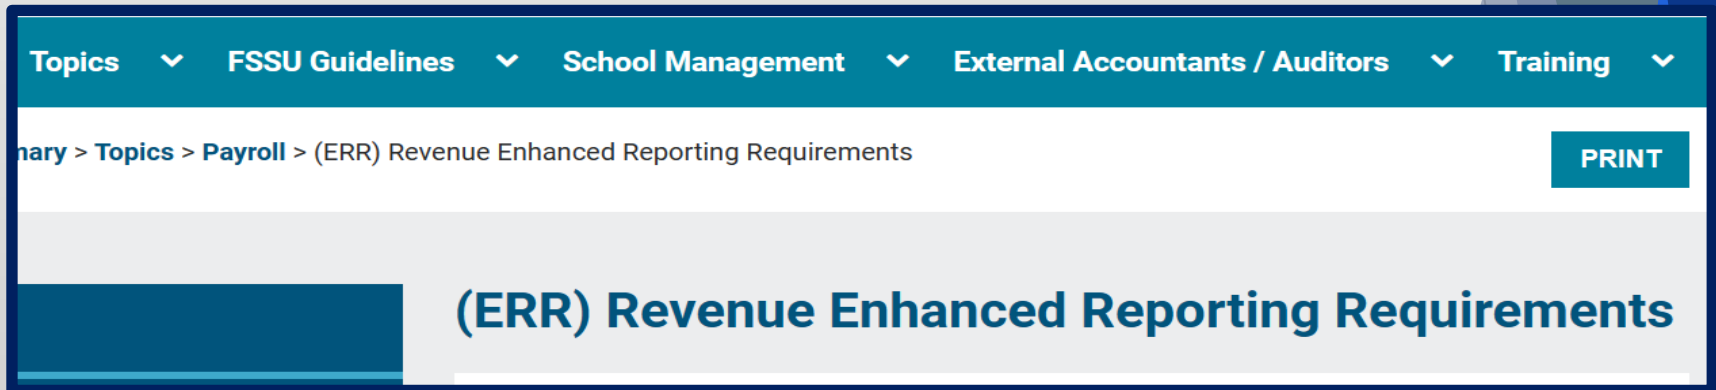 Topics FSSU Guidelines School Management External Accountants / Auditors Training
> Topics > Payroll > (ERR) Revenue Enhanced Reporting Requirements
PRINT
(ERR) Revenue Enhanced Reporting Requirements